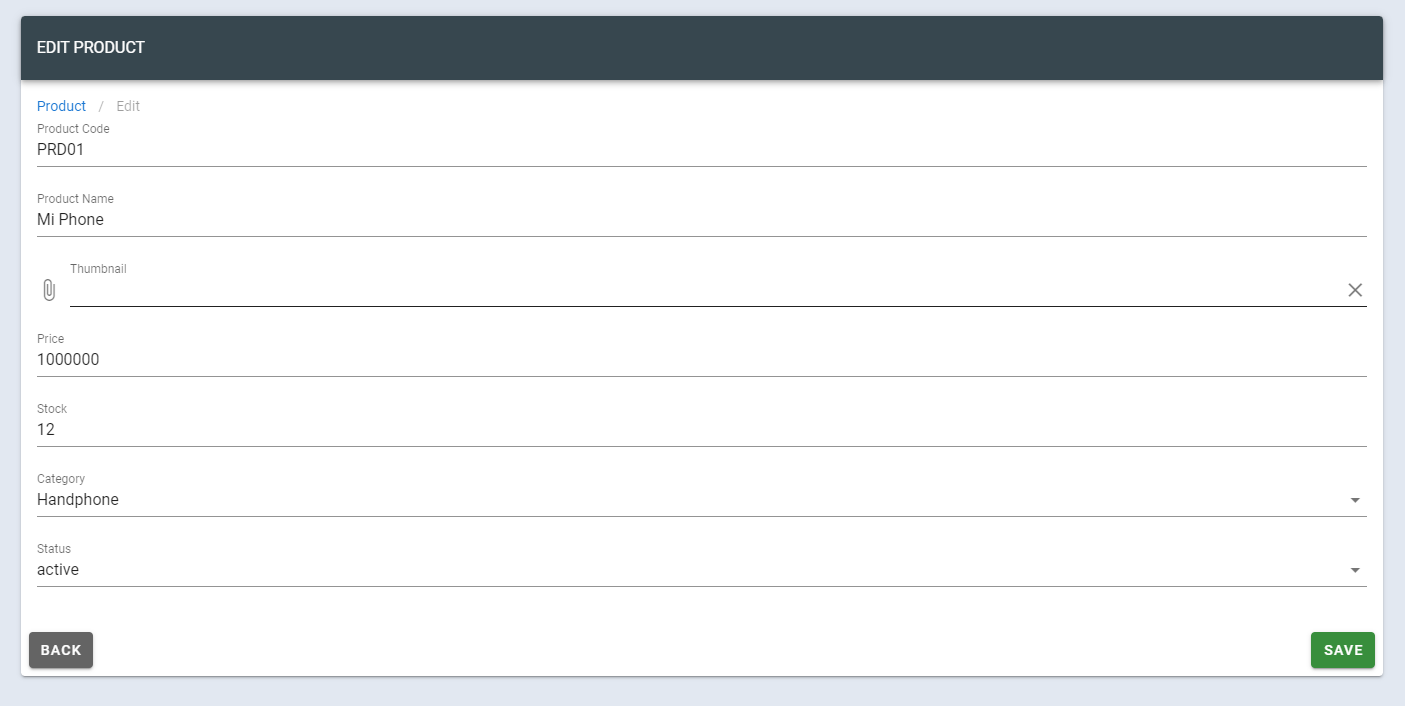 EDIT PRODUCT
Product / Edit
Product Code
PRD01
Product Name
Mi Phone
Thumbnail
Price
1000000
Stock
12
Category
Handphone
Status
active
BACK
SAVE